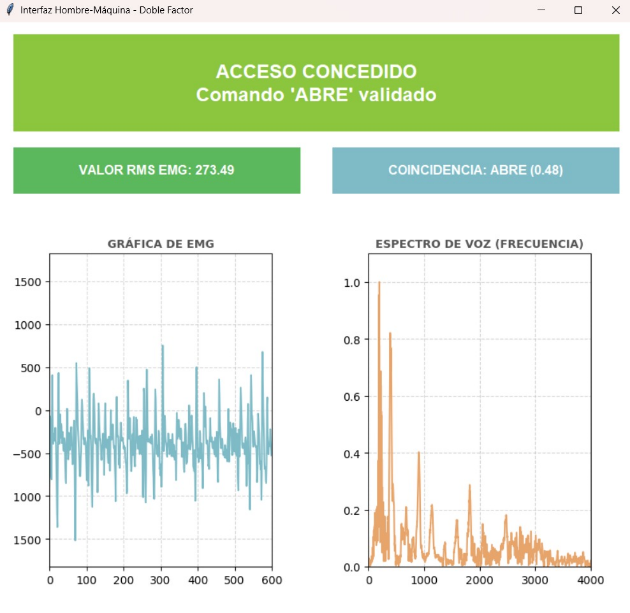 Interfaz Hombre-Máquina - Doble Factor
ACCESO CONCEDIDO
Comando 'ABRE' validado
VALOR RMS EMG: 273.49
COINCIDENCIA: ABRE (0.48)
GRÁFICA DE EMG
1500
1000
500
0
−500
1000
1500
0 100 200 300 400 500 600
ESPECTRO DE VOZ (FRECUENCIA)
1.0
0.8
0.6
0.4
0.2
0.0
0 1000 2000 3000 4000